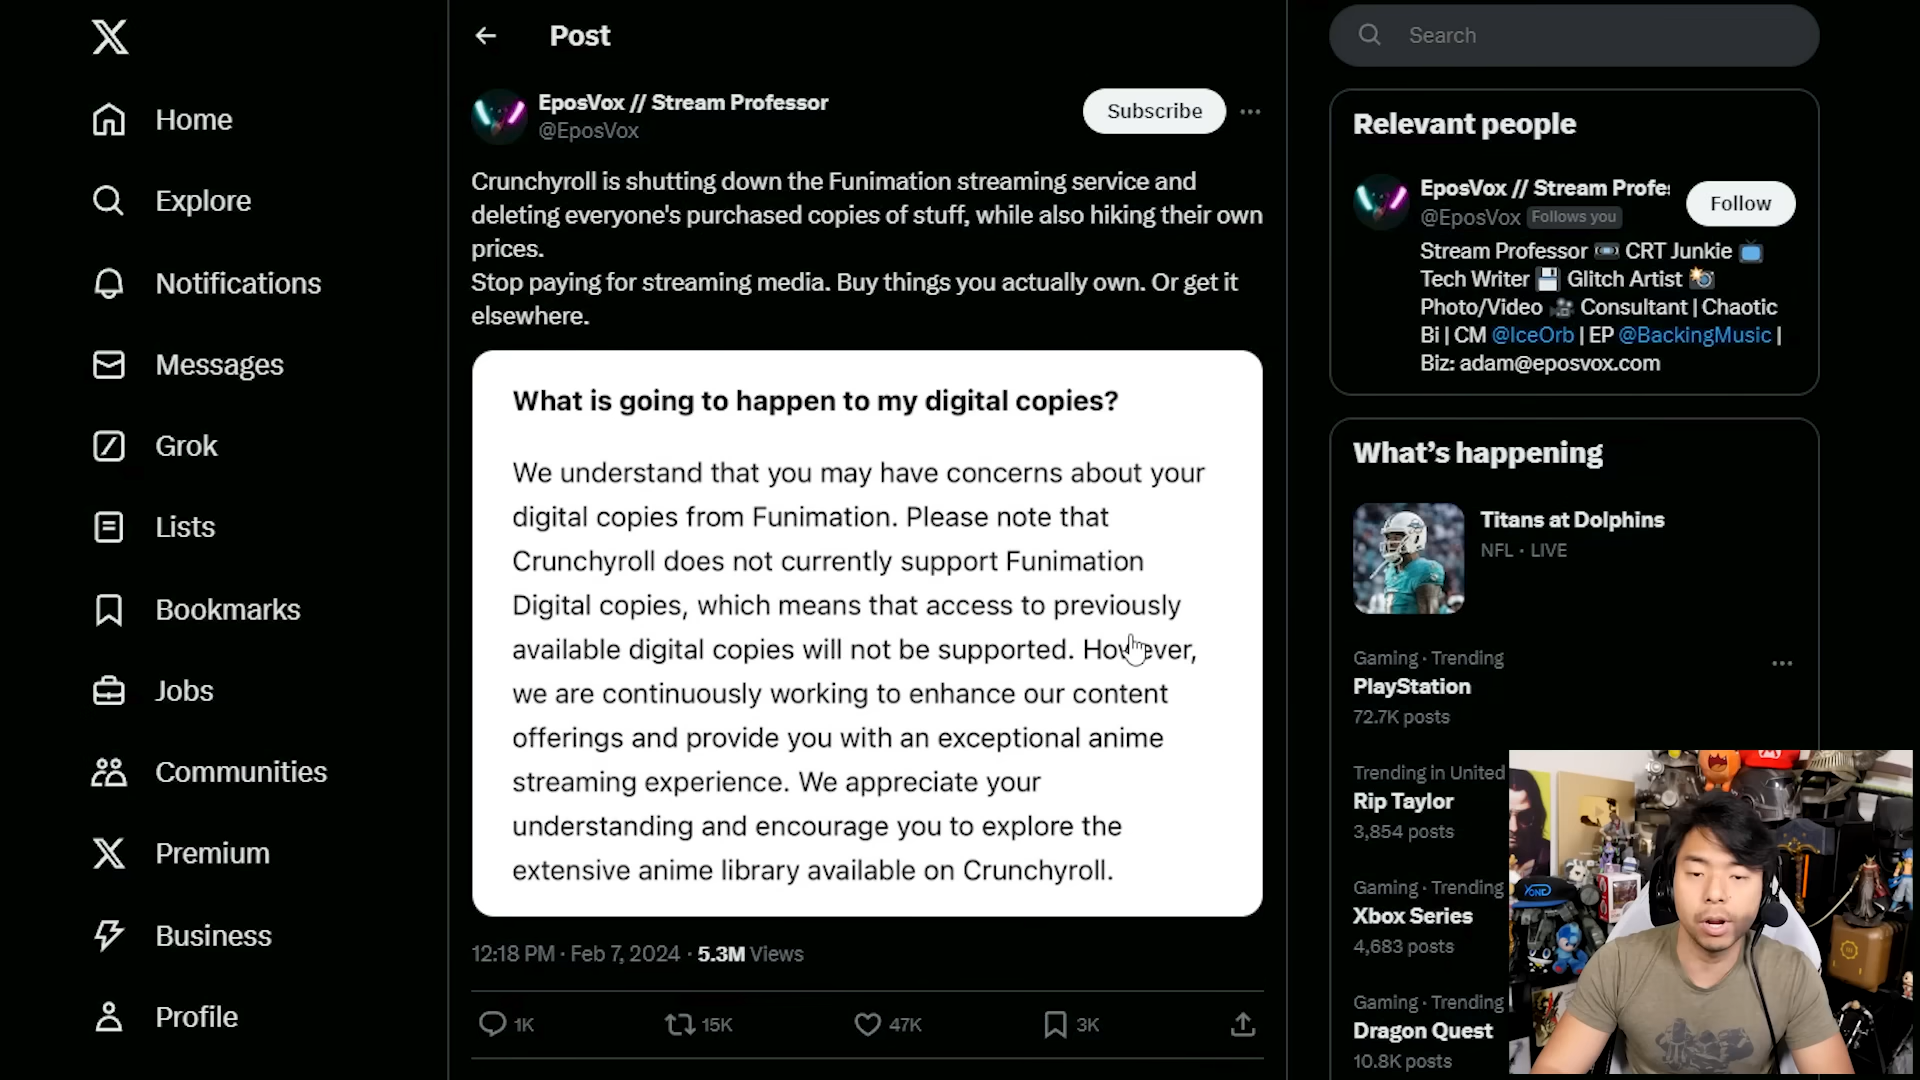 Home
Explore
Notifications
Messages
Grok
Lists
Bookmarks
Jobs
Communities
Premium
Business
Profile
Post
EposVox // Stream Professor
@EposVox
Subscribe
Crunchyroll is shutting down the Funimation streaming service and
deleting everyone's purchased copies of stuff, while also hiking their own
prices.
Stop paying for streaming media. Buy things you actually own. Or get it
elsewhere.
What is going to happen to my digital copies?
We understand that you may have concerns about your
digital copies from Funimation. Please note that
Crunchyroll does not currently support Funimation
Digital copies, which means that access to previously
available digital copies will not be supported. However,
we are continuously working to enhance our content
offerings and provide you with an exceptional anime
streaming experience. We appreciate your
understanding and encourage you to explore the
extensive anime library available on Crunchyroll.
12:18 PM · Feb 7, 2024 · 5.3M Views
1K
15K
47K
3K
Search
Relevant people
EposVox // Stream Profes
@EposVox Follows you
Follow
Stream Professor 📼 CRT Junkie 📺
Tech Writer 💾 Glitch Artist 📸
Photo/Video 🎥 Consultant | Chaotic
Bi | CM @IceOrb | EP @BackingMusic |
Biz: adam@eposvox.com
What's happening
Titans at Dolphins
NFL · LIVE
Gaming · Trending
PlayStation
72.7K posts
Trending in United
Rip Taylor
3,854 posts
Gaming · Trending
Xbox Series
4,683 posts
Gaming · Trending
Dragon Quest
10.8K posts